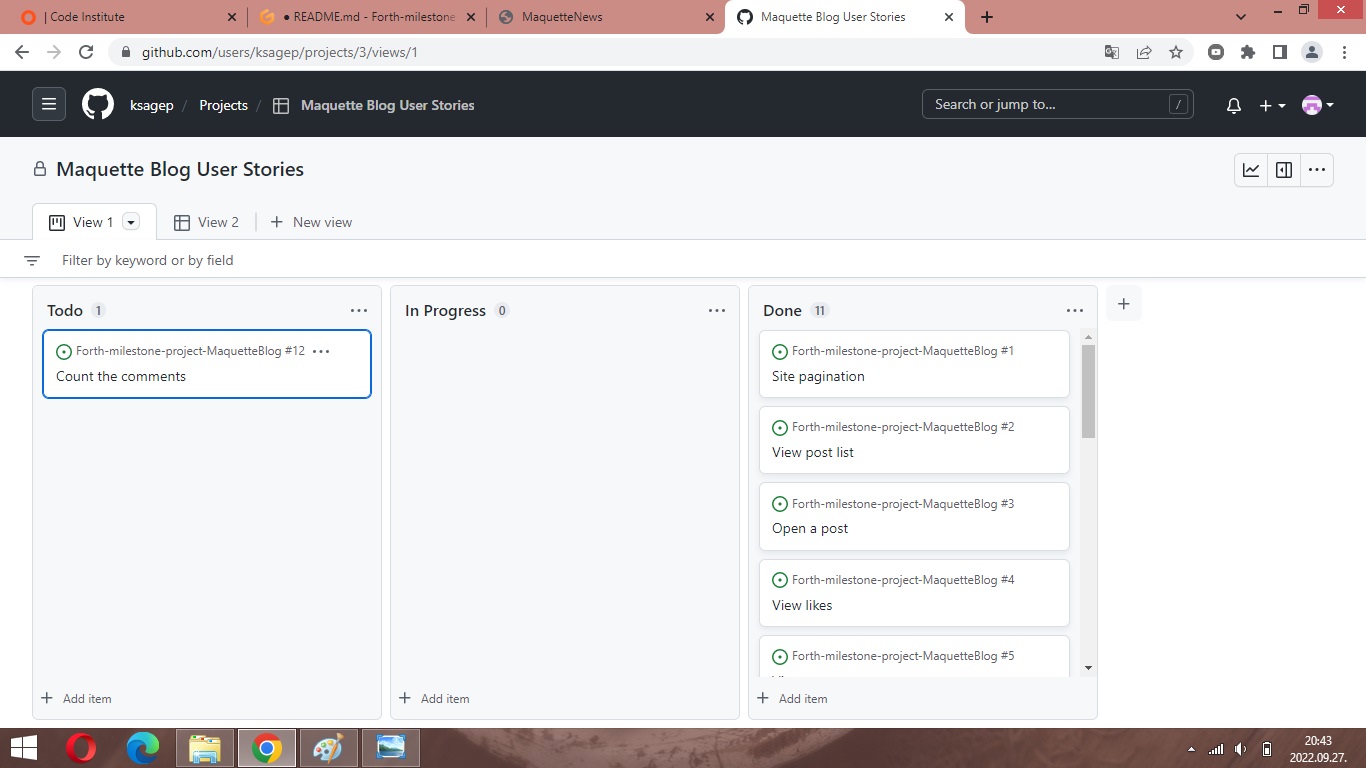 | Code Institute
● README.md - Forth-milestone
MaquetteNews
Maquette Blog User Stories
github.com/users/ksagep/projects/3/views/1
ksagep / Projects / Maquette Blog User Stories
Search or jump to... /
Maquette Blog User Stories
View 1
View 2
New view
Filter by keyword or by field
Todo 1
Forth-milestone-project-MaquetteBlog #12
Count the comments
Add item
In Progress 0
Add item
Done 11
Forth-milestone-project-MaquetteBlog #1
Site pagination
Forth-milestone-project-MaquetteBlog #2
View post list
Forth-milestone-project-MaquetteBlog #3
Open a post
Forth-milestone-project-MaquetteBlog #4
View likes
Forth-milestone-project-MaquetteBlog #5
Add item
20:43
2022.09.27.